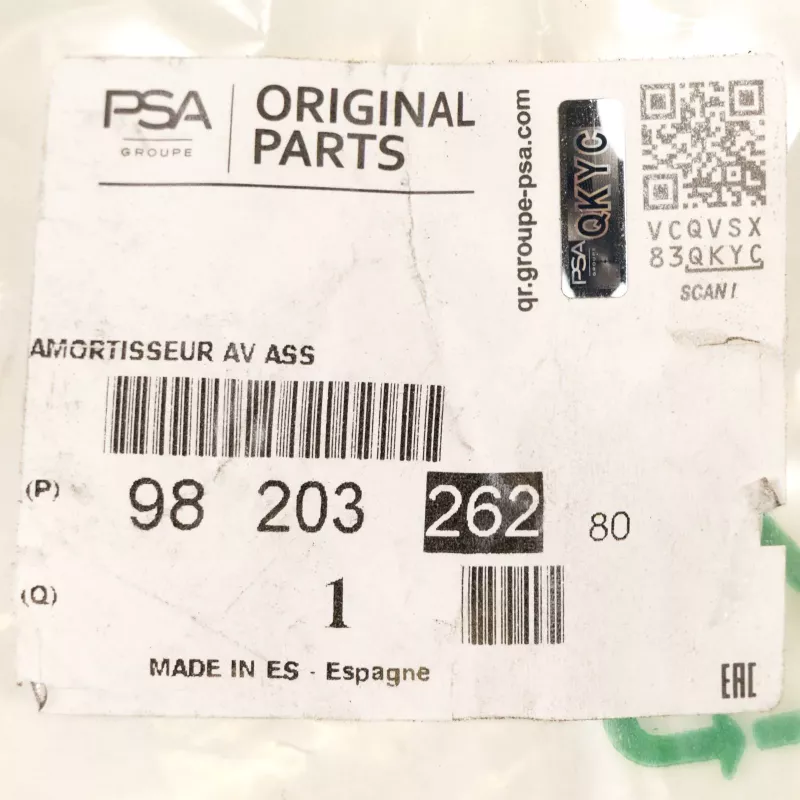 PSA
GROUPE
ORIGINAL
PARTS
qr.groupe-psa.com
QKYC
PSA
GROUPE
VCQVSX
83QKYC
SCAN!
AMORTISSEUR AV ASS
(P) 98 203 262 80
(Q) 1
MADE IN ES - Espagne
EAC